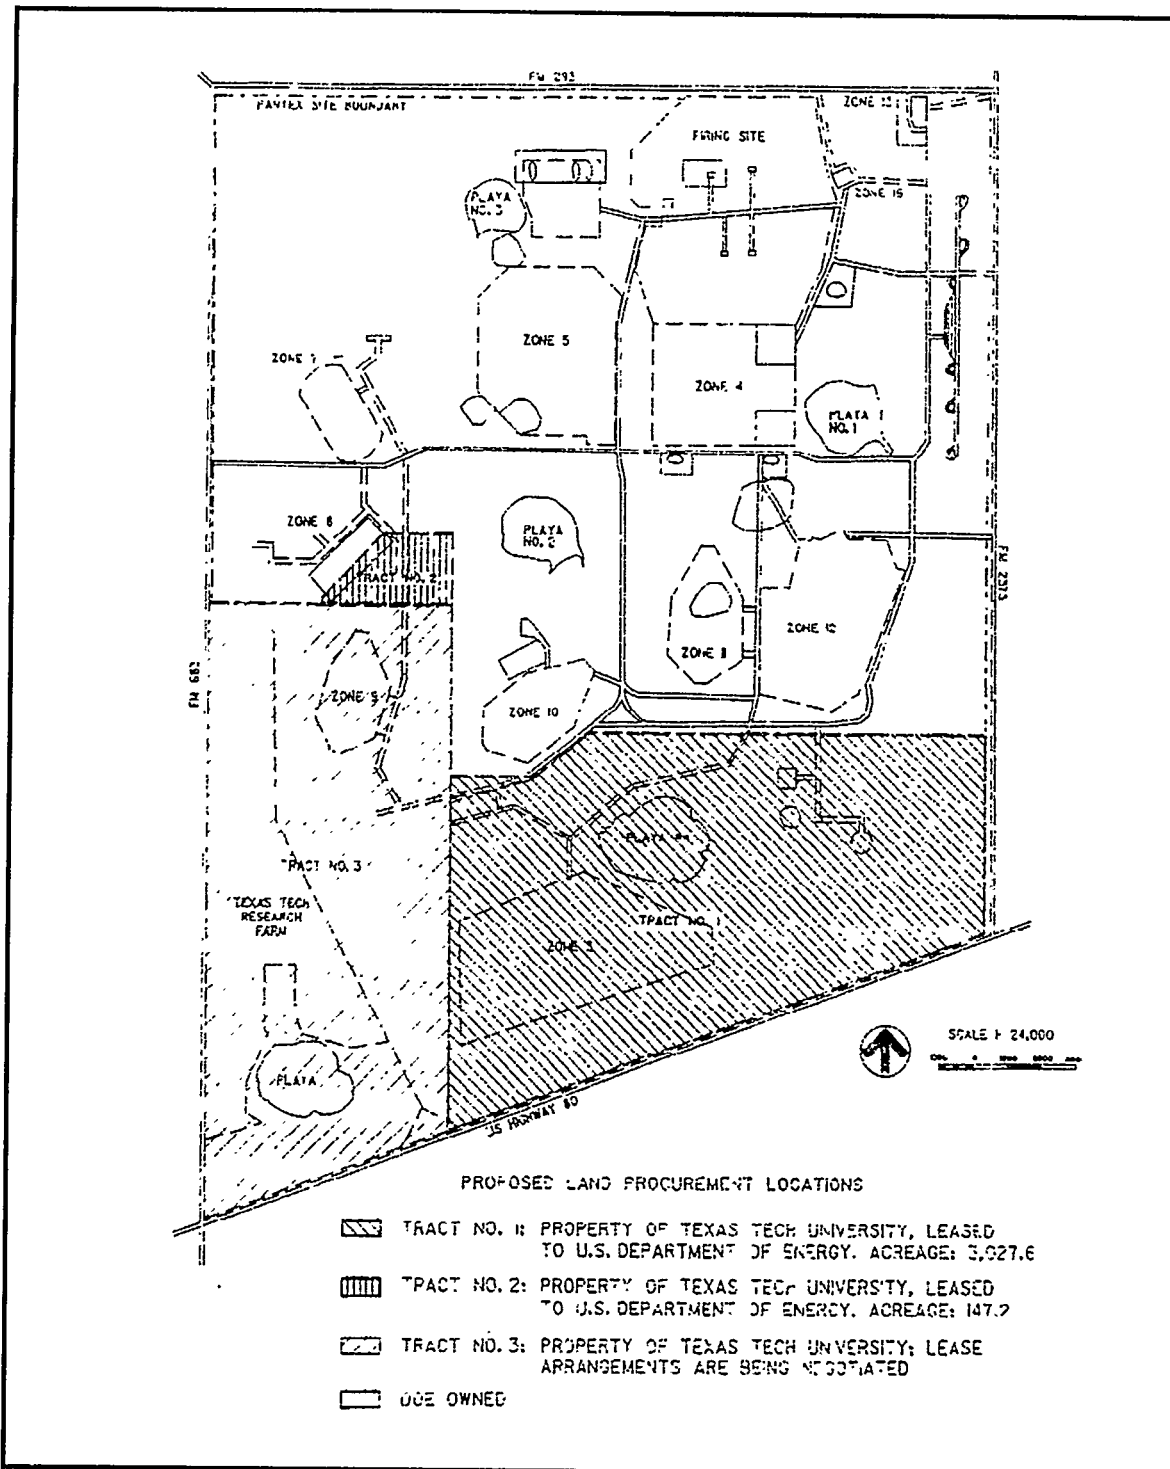 FM 293
PANTEX SITE BOUNDARY
ZONE
FIRING SITE
PLAYA
NO. 3
ZONE 15
ZONE 5
ZONE 7
ZONE 4
PLAYA 1
NO. 1
ZONE 8
PLAYA
NO. 2
TRACT NO. 2
FM 2373
ZONE 12
ZONE 11
FM 683
ZONE 9
ZONE 10
PLAYA
TRACT NO. 3
TEXAS TECH
RESEARCH
FARM
TRACT NO. 1
ZONE
SCALE 1: 24,000
PLAYA
US HIGHWAY 60
PROPOSED LAND PROCUREMENT LOCATIONS
TRACT NO. 1: PROPERTY OF TEXAS TECH UNIVERSITY, LEASED
TO U.S. DEPARTMENT OF ENERGY. ACREAGE: 3,027.6
TRACT NO. 2: PROPERTY OF TEXAS TECH UNIVERSITY, LEASED
TO U.S. DEPARTMENT OF ENERGY. ACREAGE: 147.2
TRACT NO. 3: PROPERTY OF TEXAS TECH UNIVERSITY; LEASE
ARRANGEMENTS ARE BEING NEGOTIATED
DOE OWNED